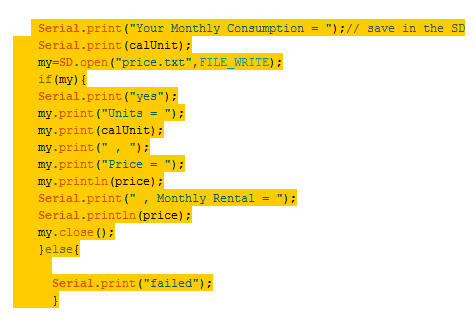 Serial.print("Your Monthly Consumption = ");// save in the SD
Serial.print(calUnit);
my=SD.open("price.txt",FILE_WRITE);
if(my){
Serial.print("yes");
my.print("Units = ");
my.print(calUnit);
my.print(" , ");
my.print("Price = ");
my.println(price);
Serial.print(" , Monthly Rental = ");
Serial.println(price);
my.close();
}else{
Serial.print("failed");
}